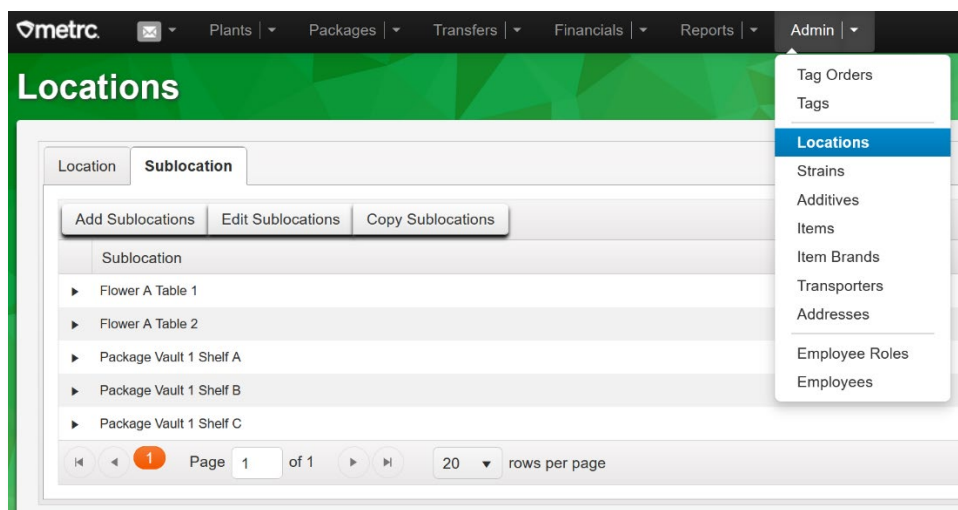 metrc. Plants Packages Transfers Financials Reports Admin
Locations
Tag Orders
Tags
Locations
Strains
Additives
Items
Item Brands
Transporters
Addresses
Employee Roles
Employees
Location Sublocation
Add Sublocations Edit Sublocations Copy Sublocations
Sublocation
Flower A Table 1
Flower A Table 2
Package Vault 1 Shelf A
Package Vault 1 Shelf B
Package Vault 1 Shelf C
1 Page 1 of 1 20 rows per page